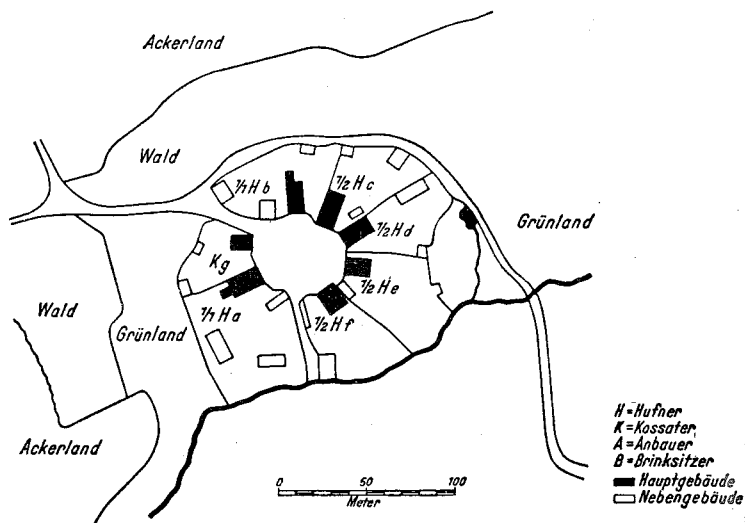 Ackerland
Wald
1/1 H b
1/2 H c
1/2 H d
Grünland
K g
1/2 H e
Wald
Grünland
1/1 H a
1/2 H f
Ackerland
H = Hufner
K = Kossater
A = Anbauer
B = Brinksitzer
Hauptgebäude
Nebengebäude
0 50 100
Meter